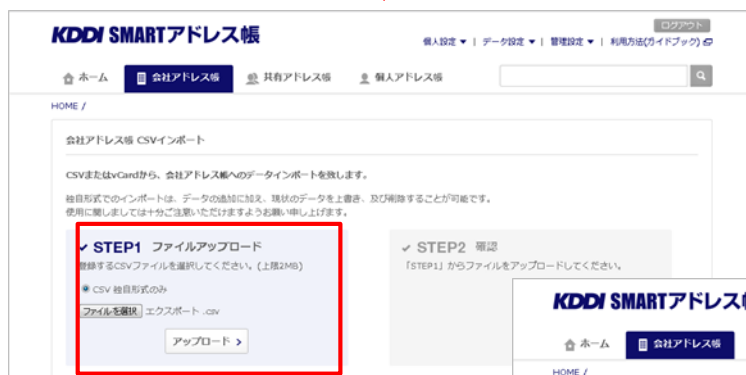 KDDI SMARTアドレス帳
ログアウト
個人設定 ▼ | データ設定 ▼ | 管理設定 ▼ | 利用方法(ガイドブック)
ホーム 会社アドレス帳 共有アドレス帳 個人アドレス帳
HOME /
会社アドレス帳 CSVインポート
CSVまたはvCardから、会社アドレス帳へのデータインポートを致します。
独自形式でのインポートは、データの追加に加え、現状のデータを上書き、及び削除することが可能です。
使用に関しましては十分ご注意いただけますようお願い申し上げます。
STEP1 ファイルアップロード
登録するCSVファイルを選択してください。(上限2MB)
CSV 独自形式のみ
ファイルを選択 エクスポート .csv
アップロード >
STEP2 確認
「STEP1」からファイルをアップロードしてください。
KDDI SMARTアドレス帳
ホーム 会社アドレス帳
HOME /